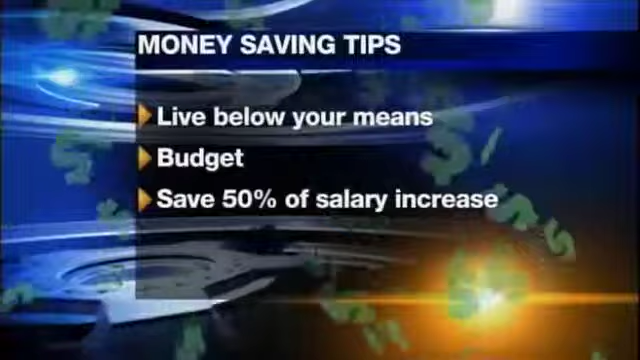 MONEY SAVING TIPS
Live below your means
Budget
Save 50% of salary increase